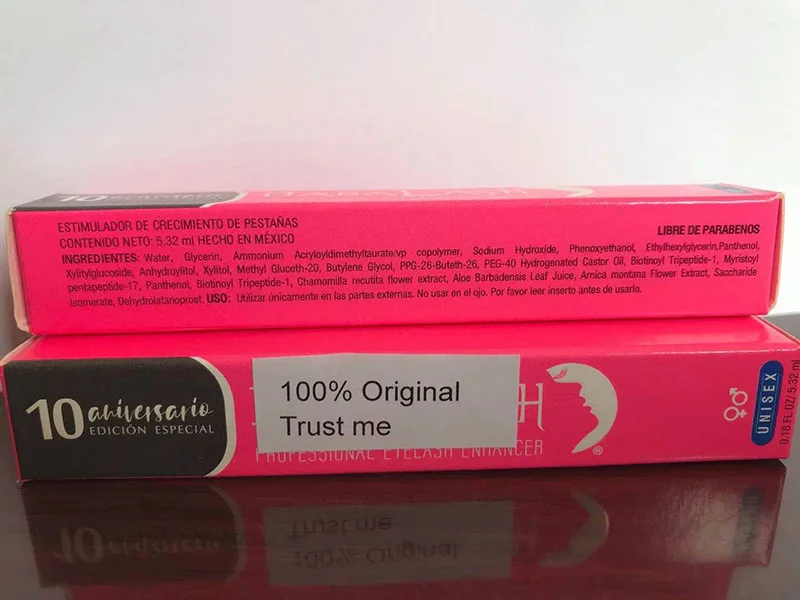 10 aniversario
ESTIMULADOR DE CRECIMIENTO DE PESTAÑAS
CONTENIDO NETO: 5.32 ml HECHO EN MÉXICO
LIBRE DE PARABENOS
INGREDIENTES: Water, Glycerin, Ammonium Acryloyldimethyltaurate/vp copolymer, Sodium Hydroxide, Phenoxyethanol, Ethylhexylglycerin,Panthenol,
Xylitylglucoside, Anhydroylitol, Xylitol, Methyl Gluceth-20, Butylene Glycol, PPG-26-Buteth-26, PEG-40 Hydrogenated Castor Oil, Biotinoyl Tripeptide-1, Myristoyl
pentapeptide-17, Panthenol, Biotinoyl Tripeptide-1, Chamomilla recutita flower extract, Aloe Barbadensis Leaf Juice, Arnica montana Flower Extract, Saccharide
Isomerate, Dehydrolatanoprost. USO: Utilizar únicamente en las partes externas. No usar en el ojo. Por favor leer inserto antes de usarlo.
10 aniversario
EDICIÓN ESPECIAL
100% Original
Trust me
H
PROFESSIONAL EYELASH ENHANCER
®
UNISEX
0.18 FL OZ/ 5.32 ml